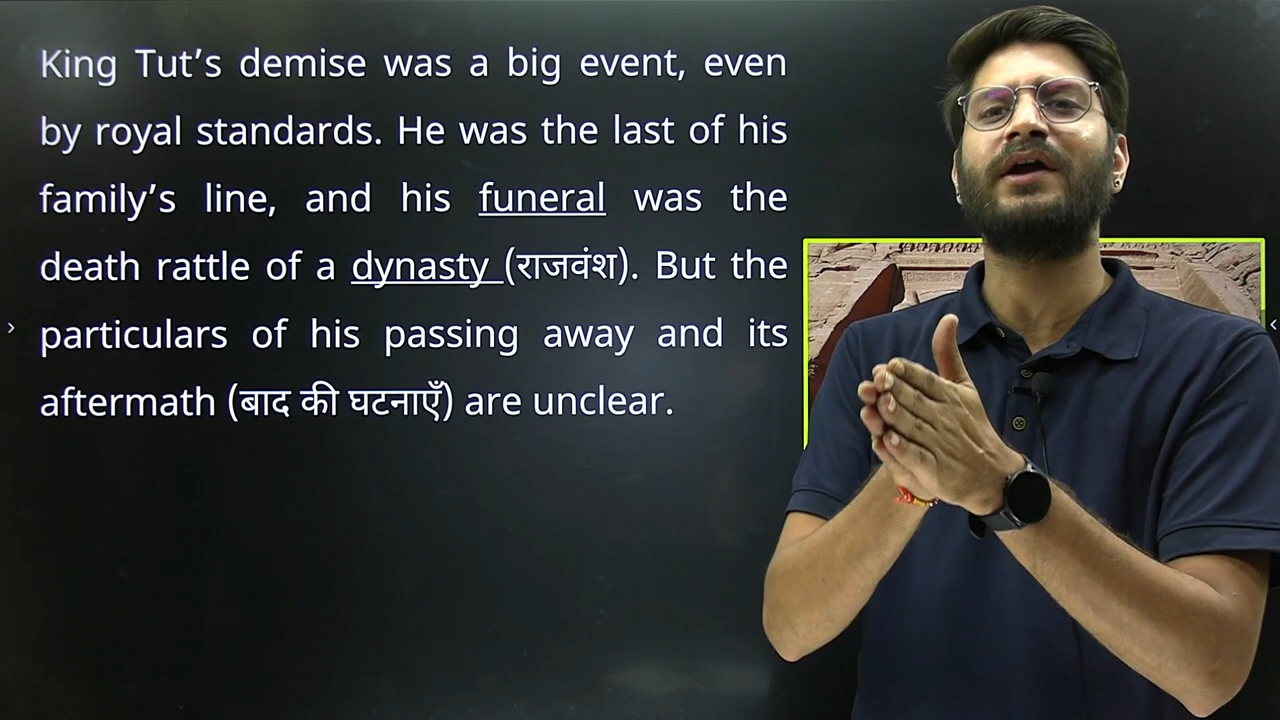 King Tut’s demise was a big event, even
by royal standards. He was the last of his
family’s line, and his funeral was the
death rattle of a dynasty (राजवंश). But the
particulars of his passing away and its
aftermath (बाद की घटनाएँ) are unclear.